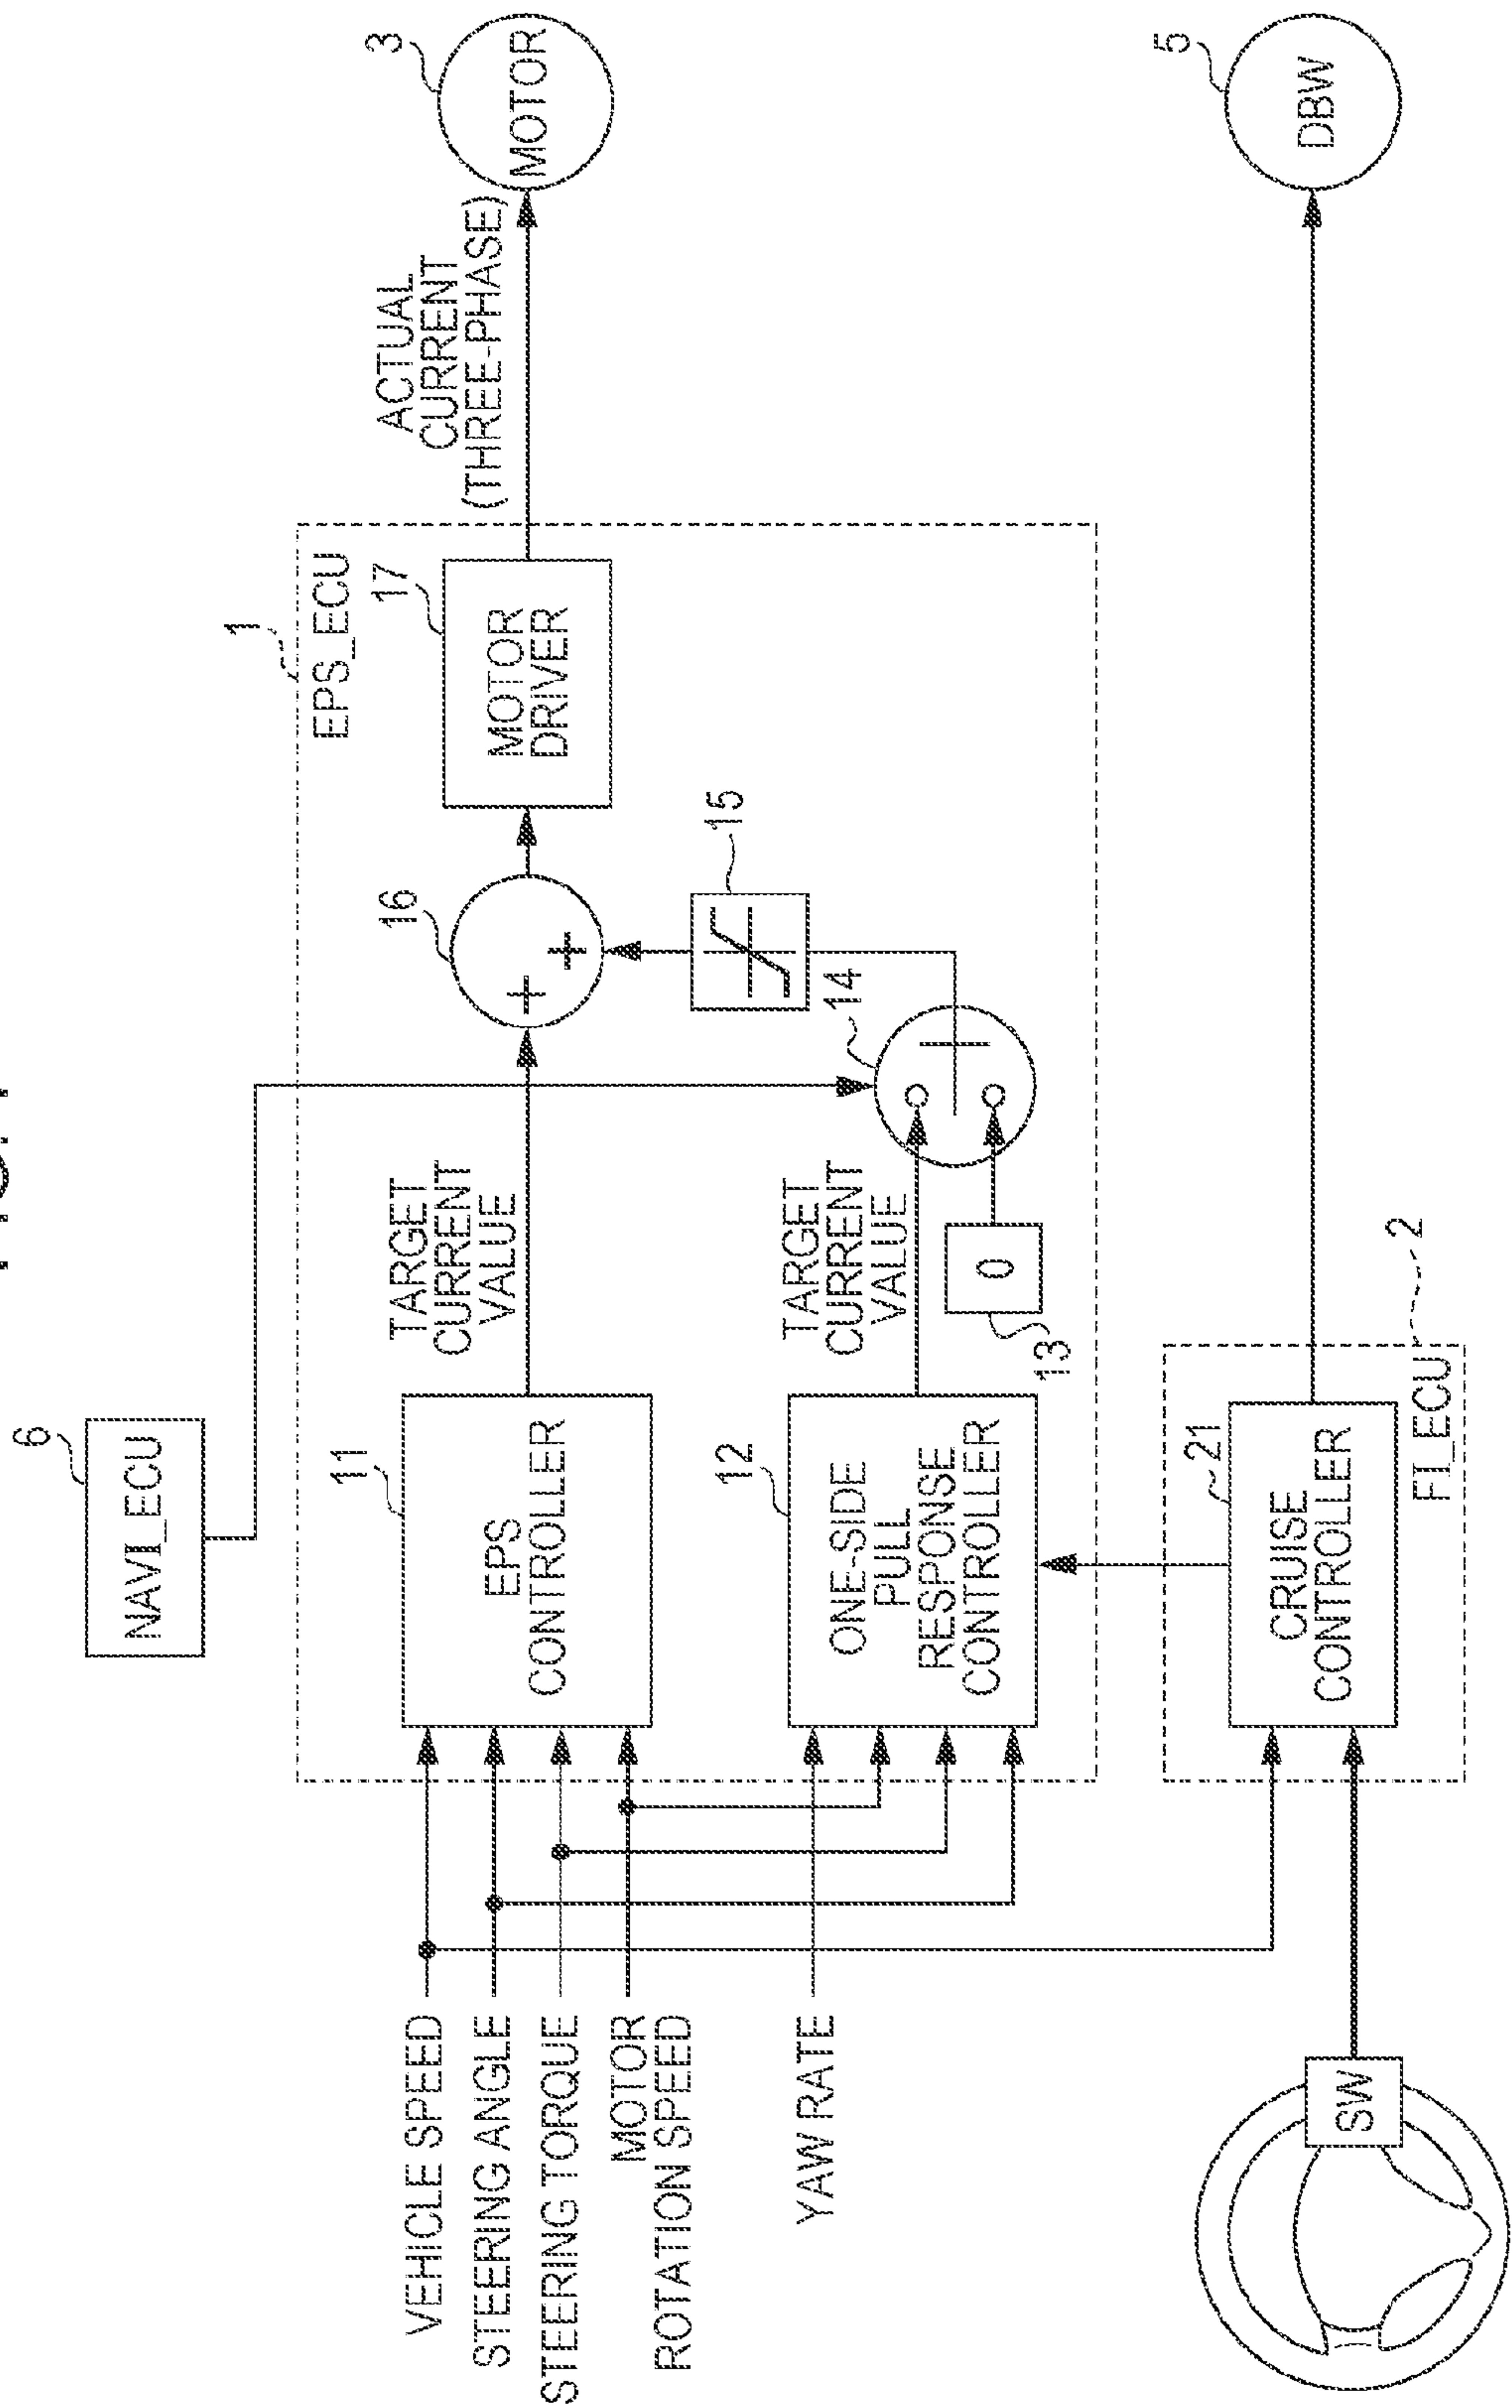 6
NAVI_ECU
1
EPS_ECU
11
EPS
CONTROLLER
TARGET
CURRENT
VALUE
16
+
+
17
MOTOR
DRIVER
ACTUAL
CURRENT
(THREE-PHASE)
3
MOTOR
VEHICLE SPEED
STEERING ANGLE
STEERING TORQUE
MOTOR
ROTATION SPEED
YAW RATE
12
ONE-SIDE
PULL
RESPONSE
CONTROLLER
TARGET
CURRENT
VALUE
13
0
14
15
SW
21
CRUISE
CONTROLLER
FI_ECU
2
5
DBW